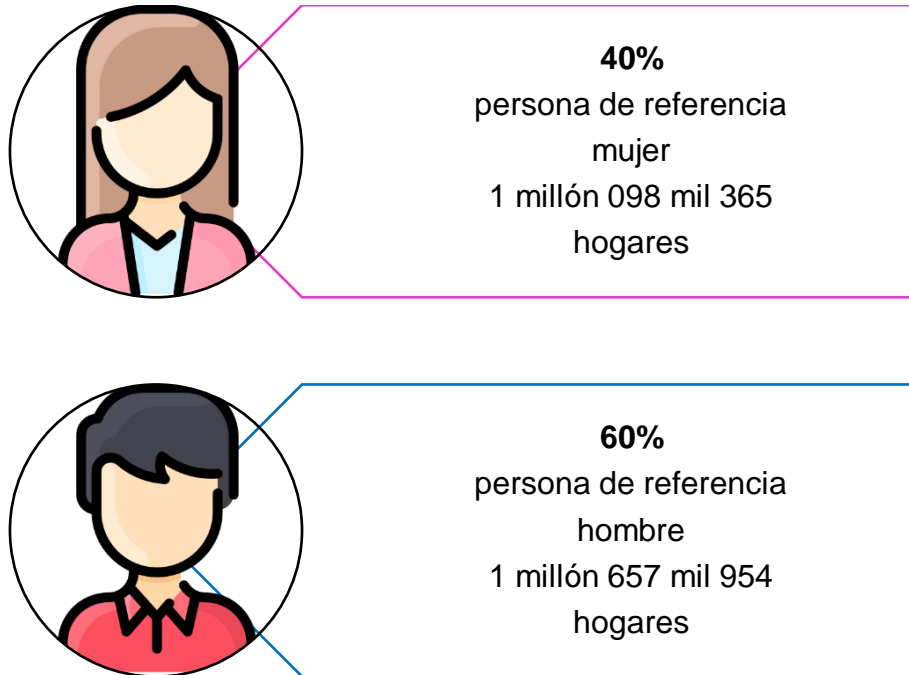 40%
persona de referencia
mujer
1 millón 098 mil 365
hogares
60%
persona de referencia
hombre
1 millón 657 mil 954
hogares